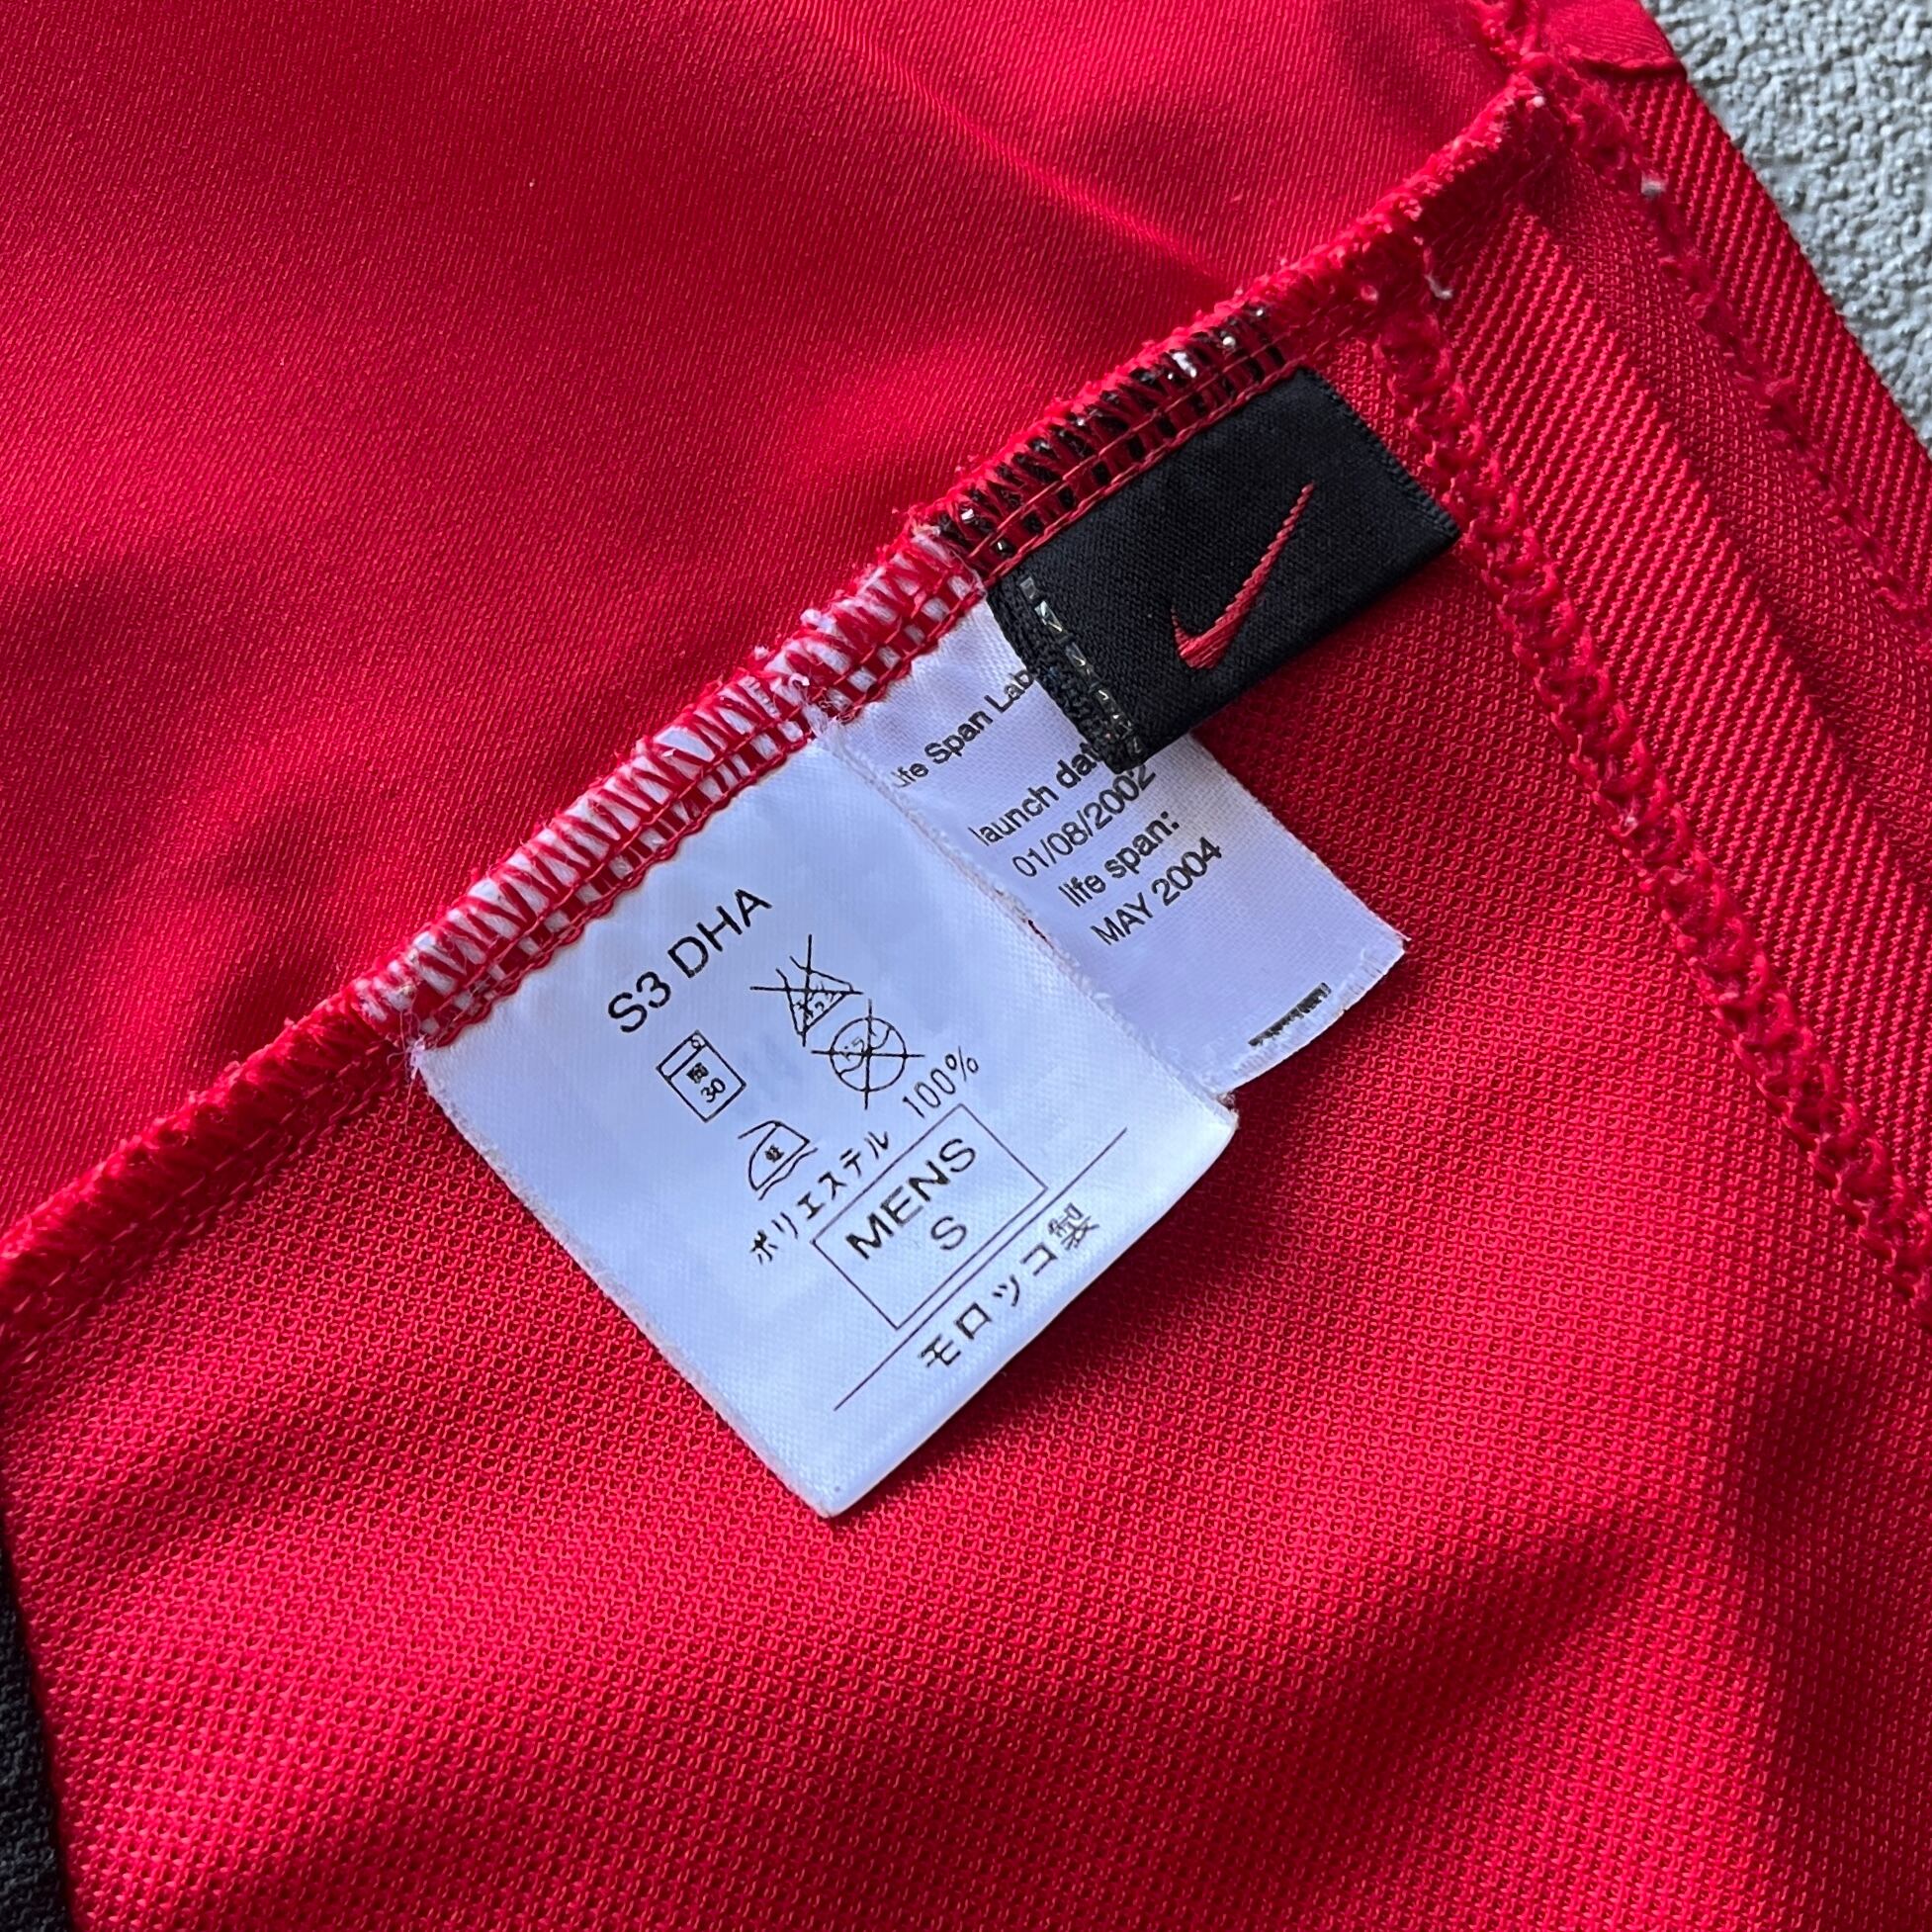 S3 DHA
30
ポリエステル 100%
MENS
S
モロッコ製
Span
launch
01/08/2002
life span:
MAY 2004